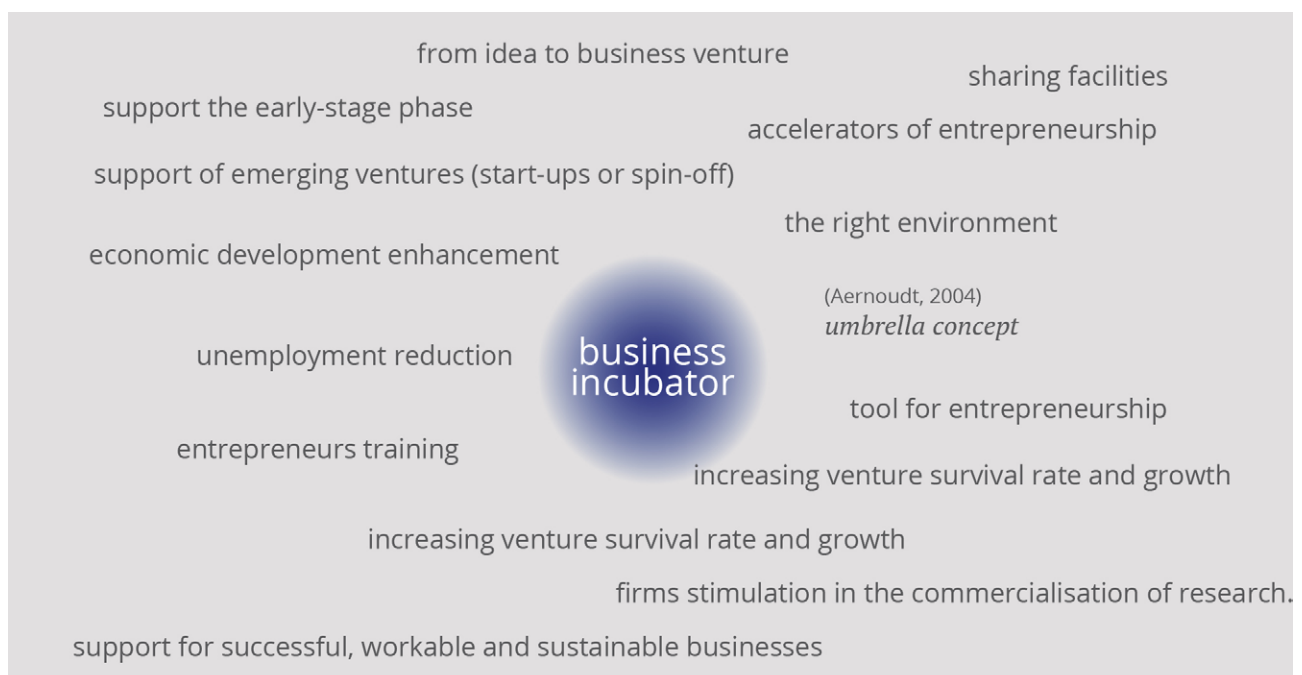 from idea to business venture
sharing facilities
support the early-stage phase
accelerators of entrepreneurship
support of emerging ventures (start-ups or spin-off)
the right environment
economic development enhancement
(Aernoudt, 2004)
umbrella concept
business
incubator
unemployment reduction
tool for entrepreneurship
entrepreneurs training
increasing venture survival rate and growth
increasing venture survival rate and growth
firms stimulation in the commercialisation of research.
support for successful, workable and sustainable businesses